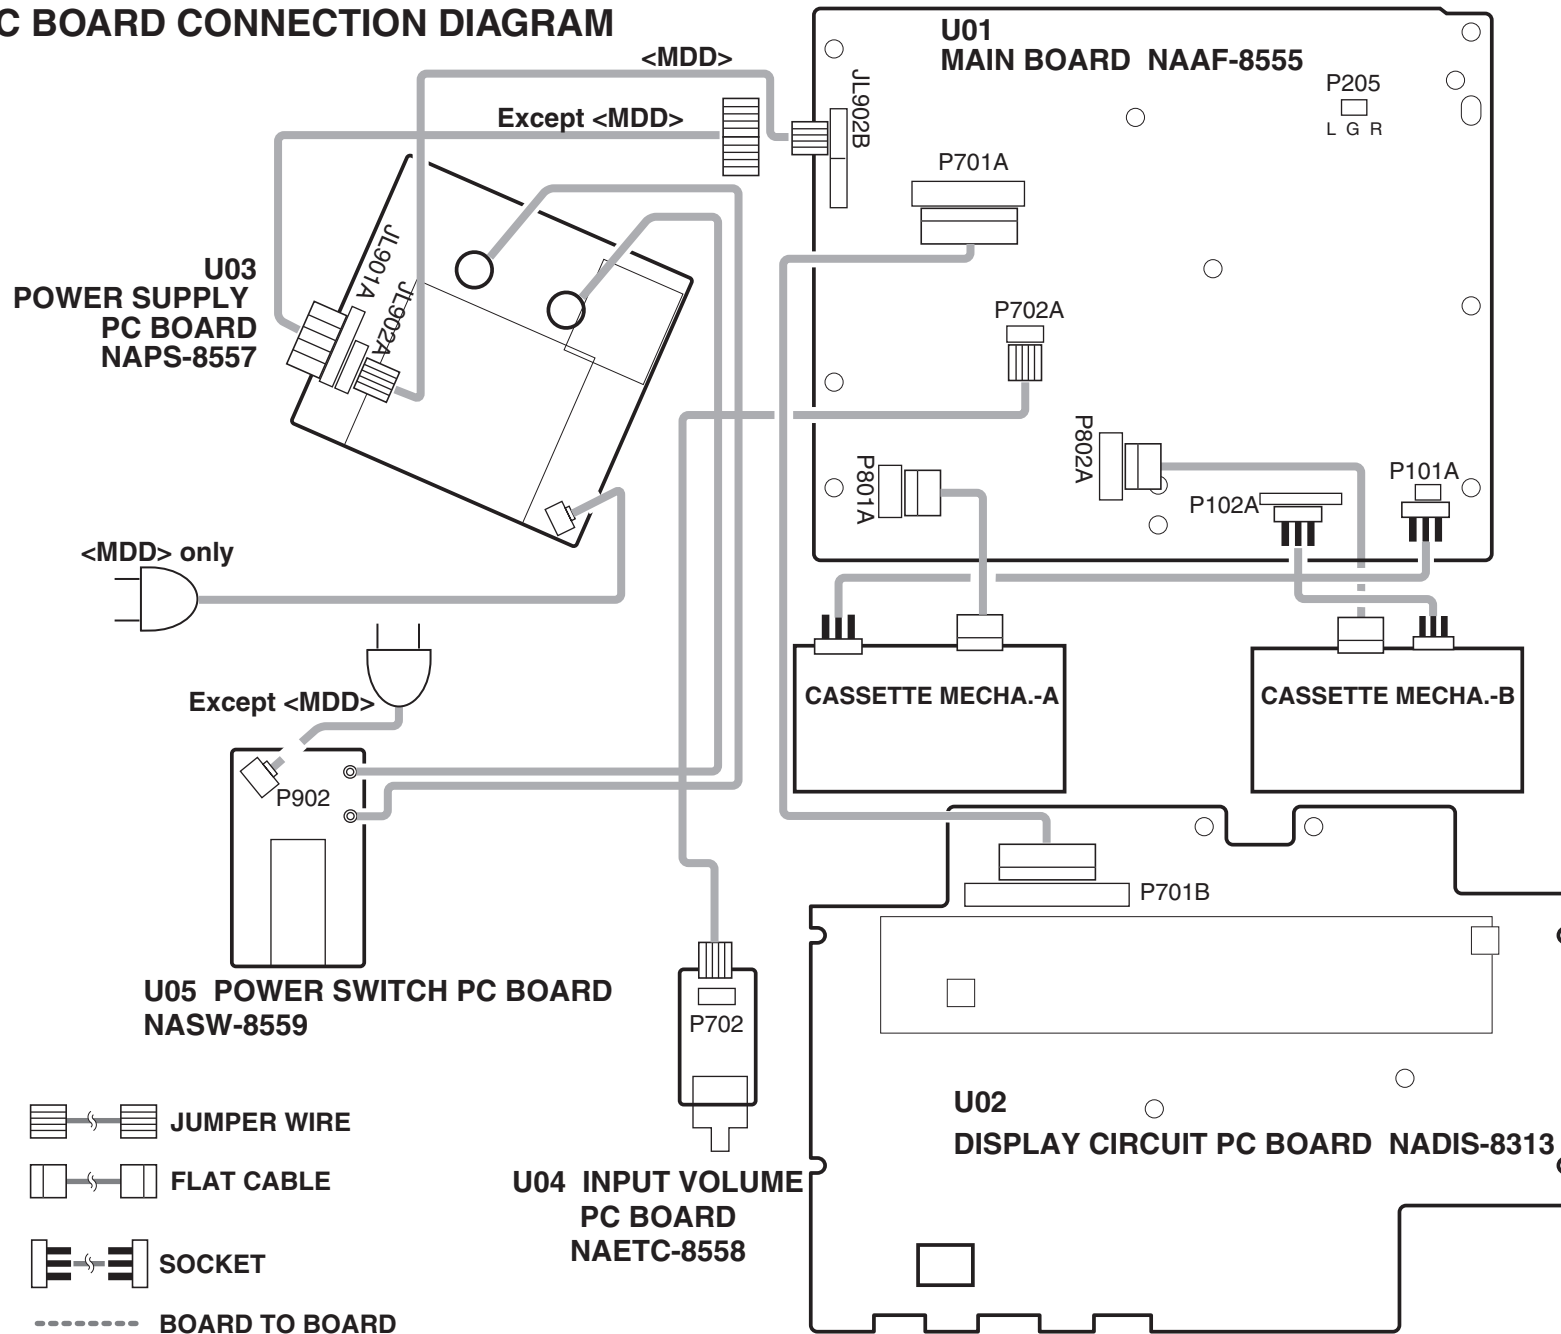 C BOARD CONNECTION DIAGRAM
<MDD>
Except <MDD>
U01
MAIN BOARD NAAF-8555
P205
L G R
JL902B
P701A
JL901A
JL902A
U03
POWER SUPPLY
PC BOARD
NAPS-8557
P702A
P802A
P801A
P101A
P102A
<MDD> only
Except <MDD>
CASSETTE MECHA.-A
CASSETTE MECHA.-B
P902
P701B
U05 POWER SWITCH PC BOARD
NASW-8559
P702
U02
DISPLAY CIRCUIT PC BOARD NADIS-8313
U04 INPUT VOLUME
PC BOARD
NAETC-8558
JUMPER WIRE
FLAT CABLE
SOCKET
BOARD TO BOARD